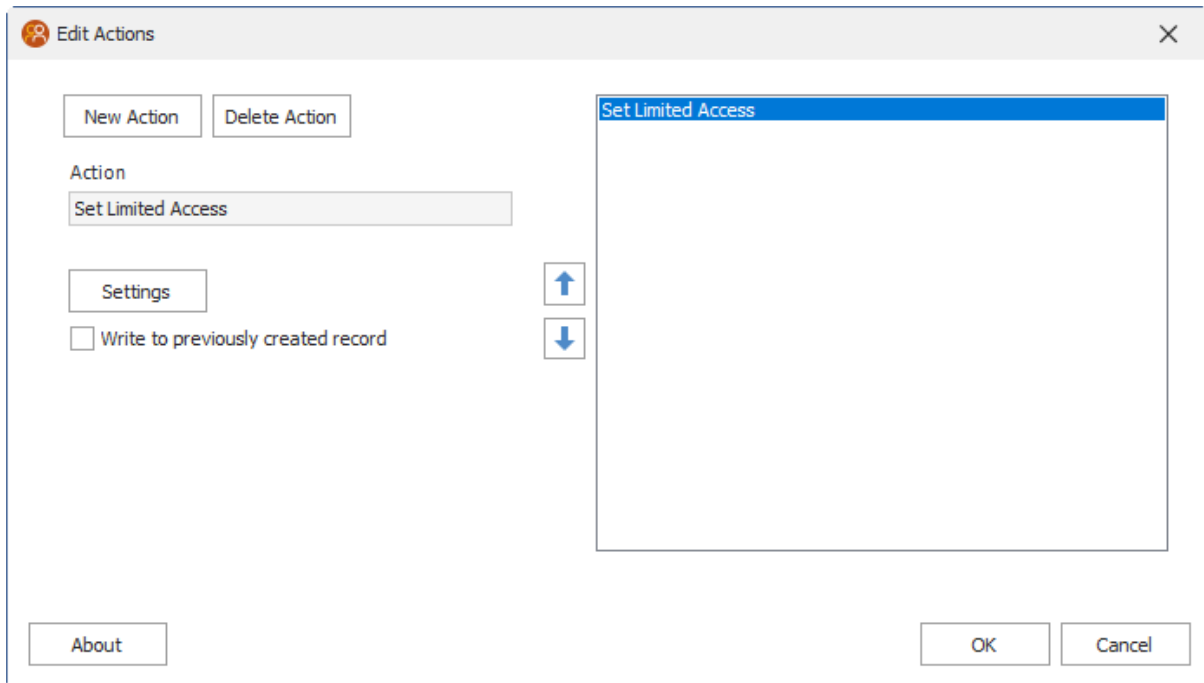 Edit Actions
New Action
Delete Action
Set Limited Access
Action
Set Limited Access
Settings
Write to previously created record
About
OK
Cancel